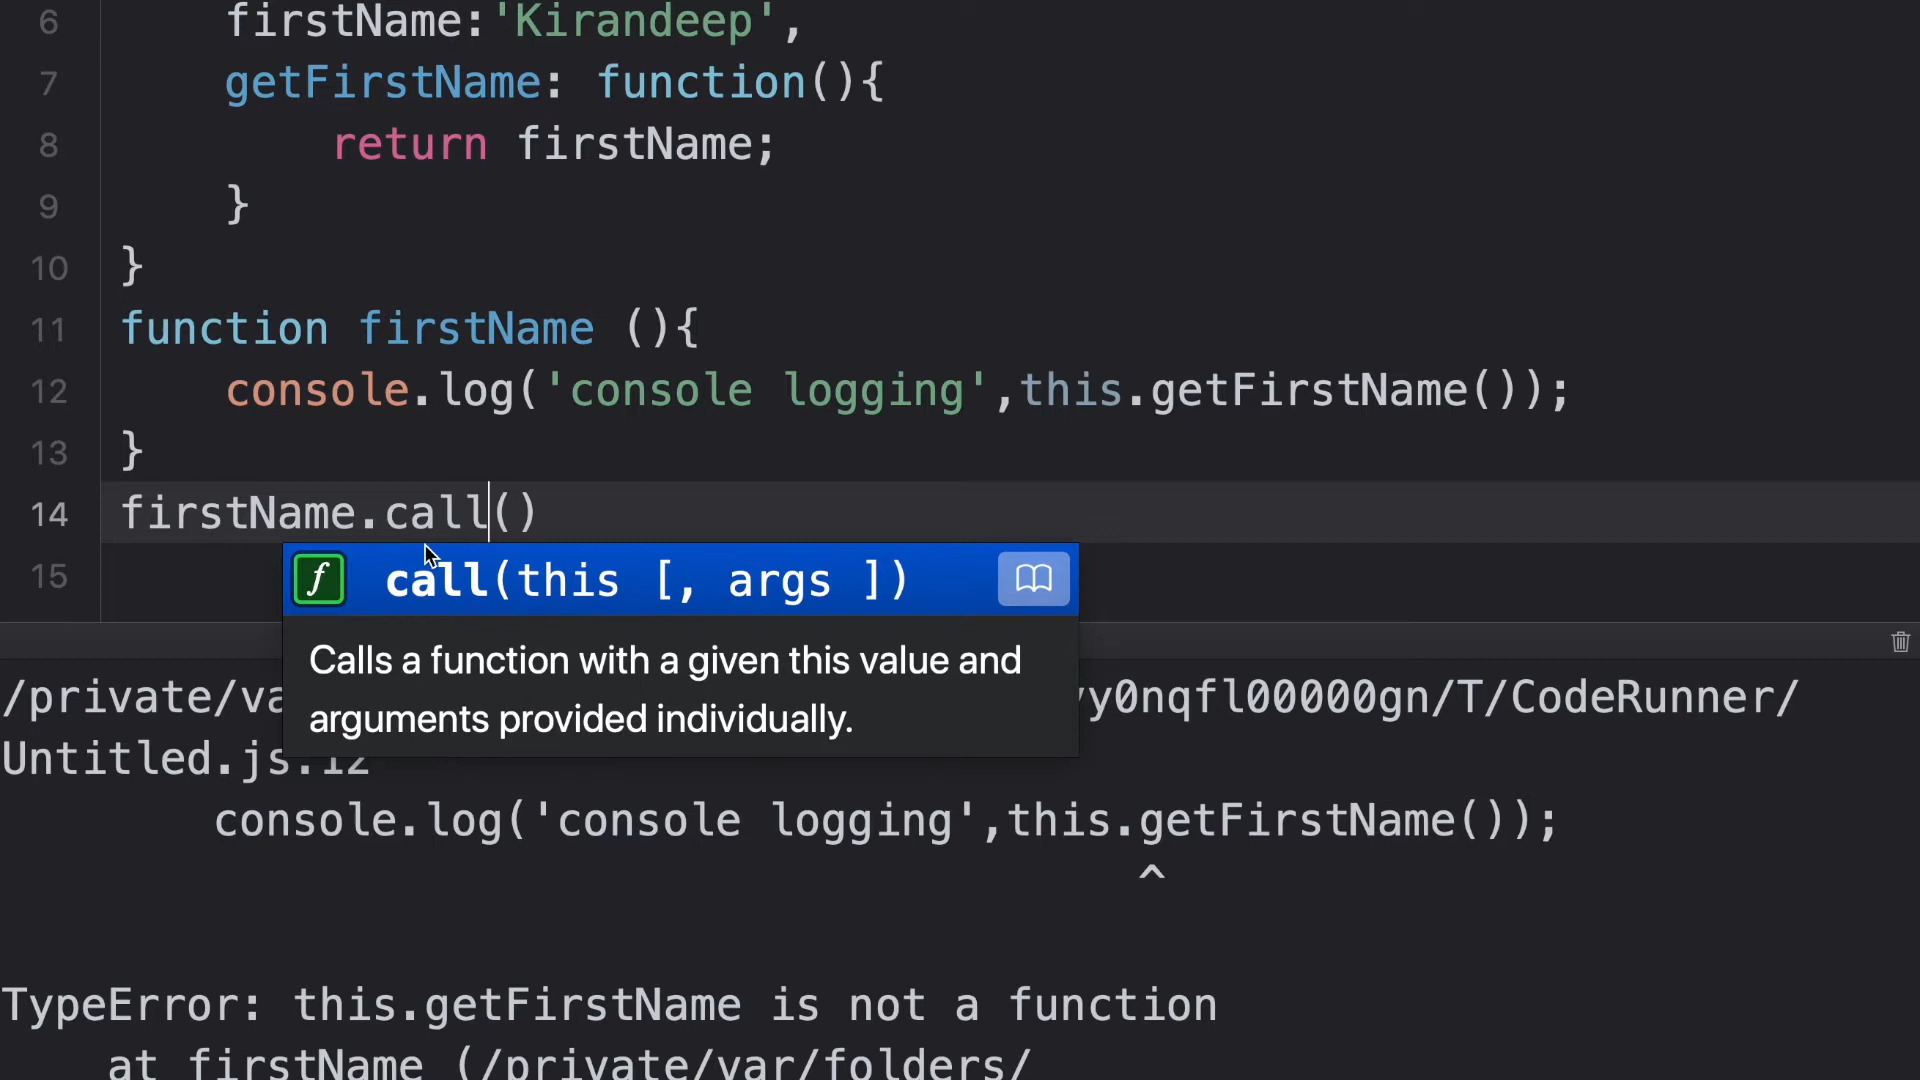 6 firstName:'Kirandeep',
7 getFirstName: function(){
8 return firstName;
9 }
10 }
11 function firstName (){
12 console.log('console logging',this.getFirstName());
13 }
14 firstName.call()
15
f call(this [, args ])
Calls a function with a given this value and
arguments provided individually.
/private/va yy0nqfl00000gn/T/CodeRunner/
Untitled.js:12
console.log('console logging',this.getFirstName());
^
TypeError: this.getFirstName is not a function
at firstName (/private/var/folders/